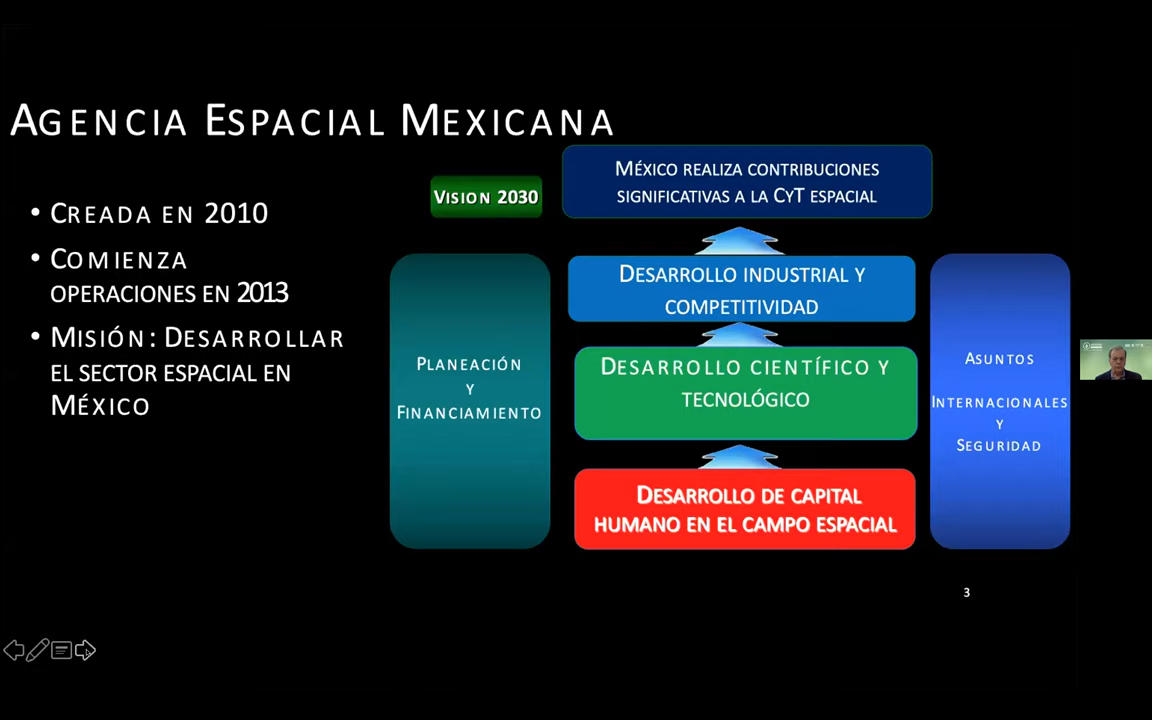 AGENCIA ESPACIAL MEXICANA
• CREADA EN 2010
• COMIENZA
OPERACIONES EN 2013
• MISIÓN: DESARROLLAR
EL SECTOR ESPACIAL EN
MÉXICO
VISION 2030
MÉXICO REALIZA CONTRIBUCIONES
SIGNIFICATIVAS A LA CYT ESPACIAL
PLANEACIÓN
Y
FINANCIAMIENTO
DESARROLLO INDUSTRIAL Y
COMPETITIVIDAD
DESARROLLO CIENTÍFICO Y
TECNOLÓGICO
DESARROLLO DE CAPITAL
HUMANO EN EL CAMPO ESPACIAL
ASUNTOS
INTERNACIONALES
Y
SEGURIDAD
3